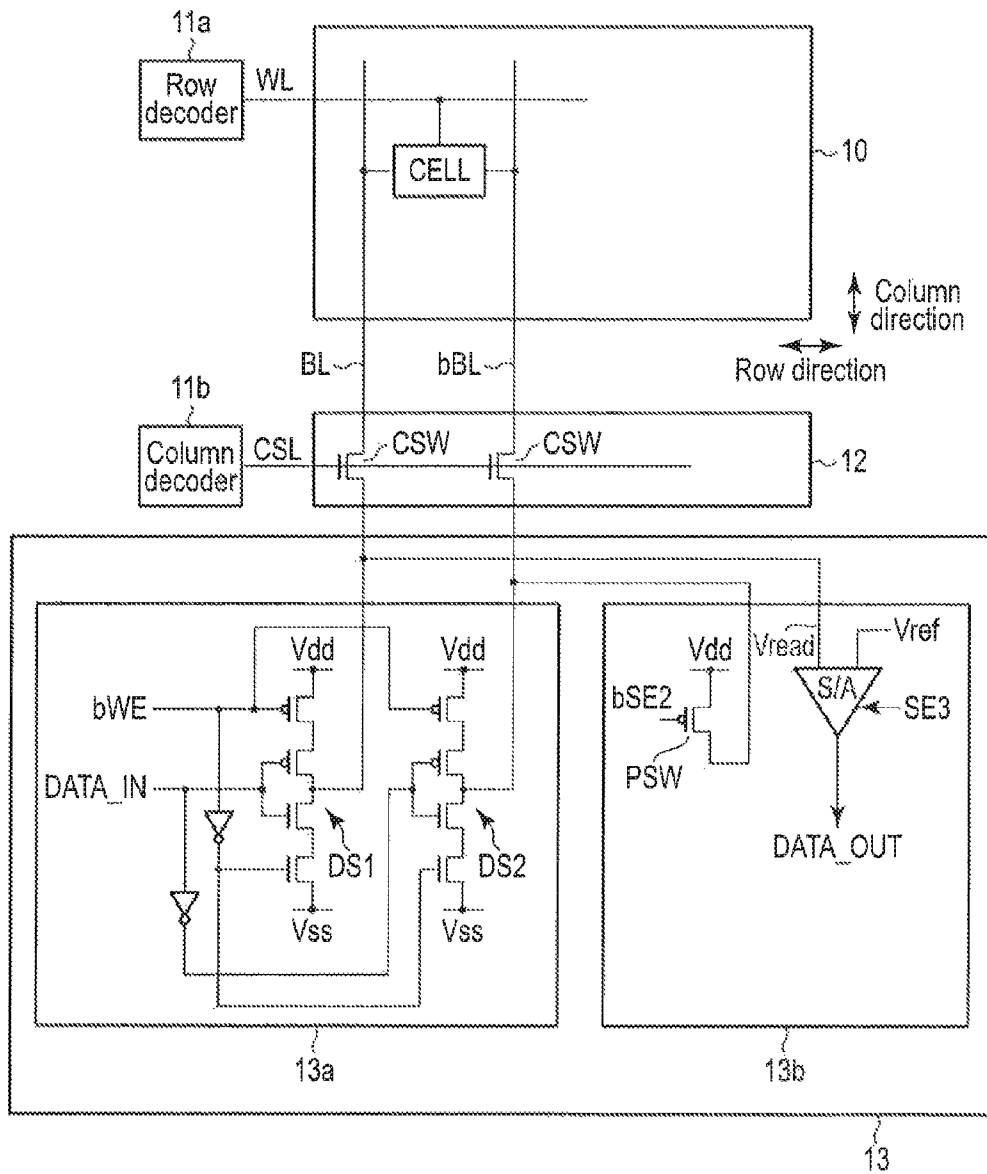 11a
Row
decoder
WL
CELL
10
Column
direction
Row direction
BL
bBL
11b
Column
decoder
CSL
CSW
CSW
12
Vdd
Vdd
bWE
DATA_IN
DS1
DS2
Vss
Vss
13a
Vread
Vref
Vdd
S/A
bSE2
SE3
PSW
DATA_OUT
13b
13